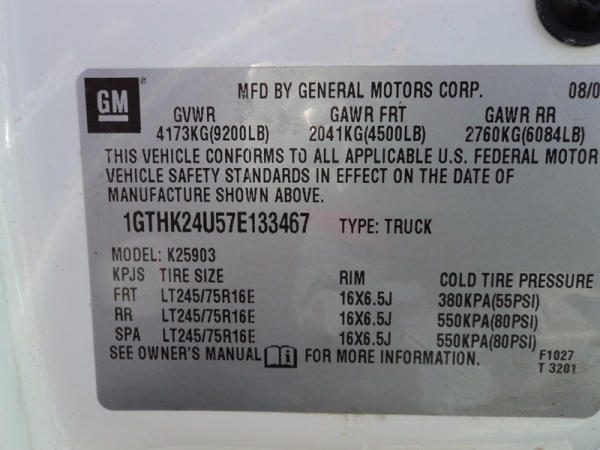 GM
MFD BY GENERAL MOTORS CORP. 08/0
GVWR GAWR FRT GAWR RR
4173KG(9200LB) 2041KG(4500LB) 2760KG(6084LB)
THIS VEHICLE CONFORMS TO ALL APPLICABLE U.S. FEDERAL MOTOR
VEHICLE SAFETY STANDARDS IN EFFECT ON THE DATE OF
MANUFACTURE SHOWN ABOVE.
1GTHK24U57E133467 TYPE: TRUCK
MODEL: K25903
KPJS TIRE SIZE RIM COLD TIRE PRESSURE
FRT LT245/75R16E 16X6.5J 380KPA(55PSI)
RR LT245/75R16E 16X6.5J 550KPA(80PSI)
SPA LT245/75R16E 16X6.5J 550KPA(80PSI)
SEE OWNER'S MANUAL FOR MORE INFORMATION. F1027
T 3201